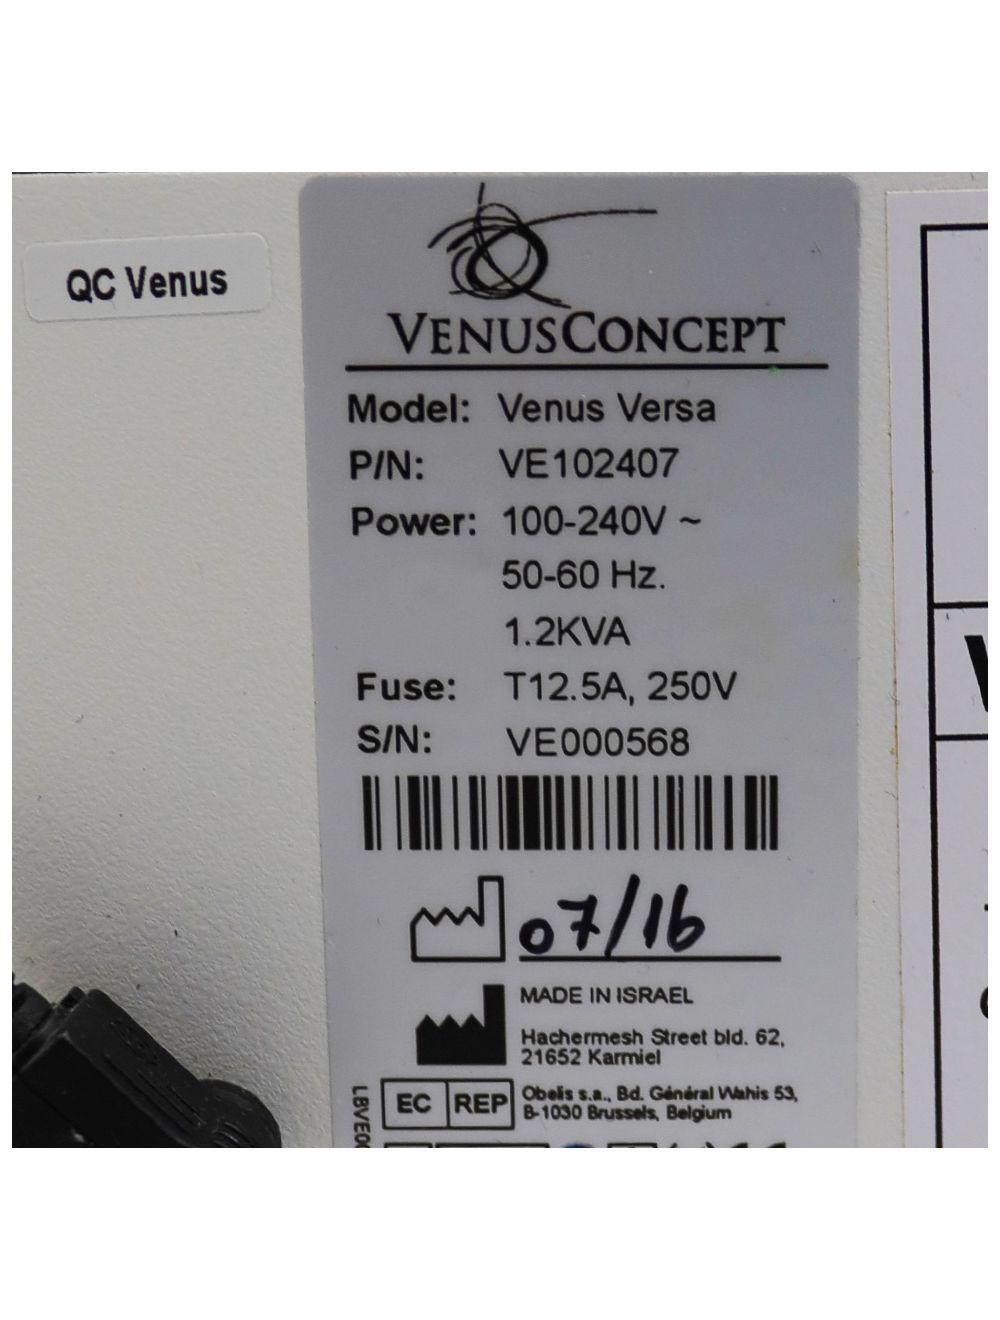 QC Venus
VENUSCONCEPT
Model: Venus Versa
P/N: VE102407
Power: 100-240V ~
50-60 Hz.
1.2KVA
Fuse: T12.5A, 250V
S/N: VE000568
07/16
MADE IN ISRAEL
Hachermesh Street bld. 62,
21652 Karmiel
EC REP
Obelis s.a., Bd. Général Wahis 53,
B-1030 Brussels, Belgium